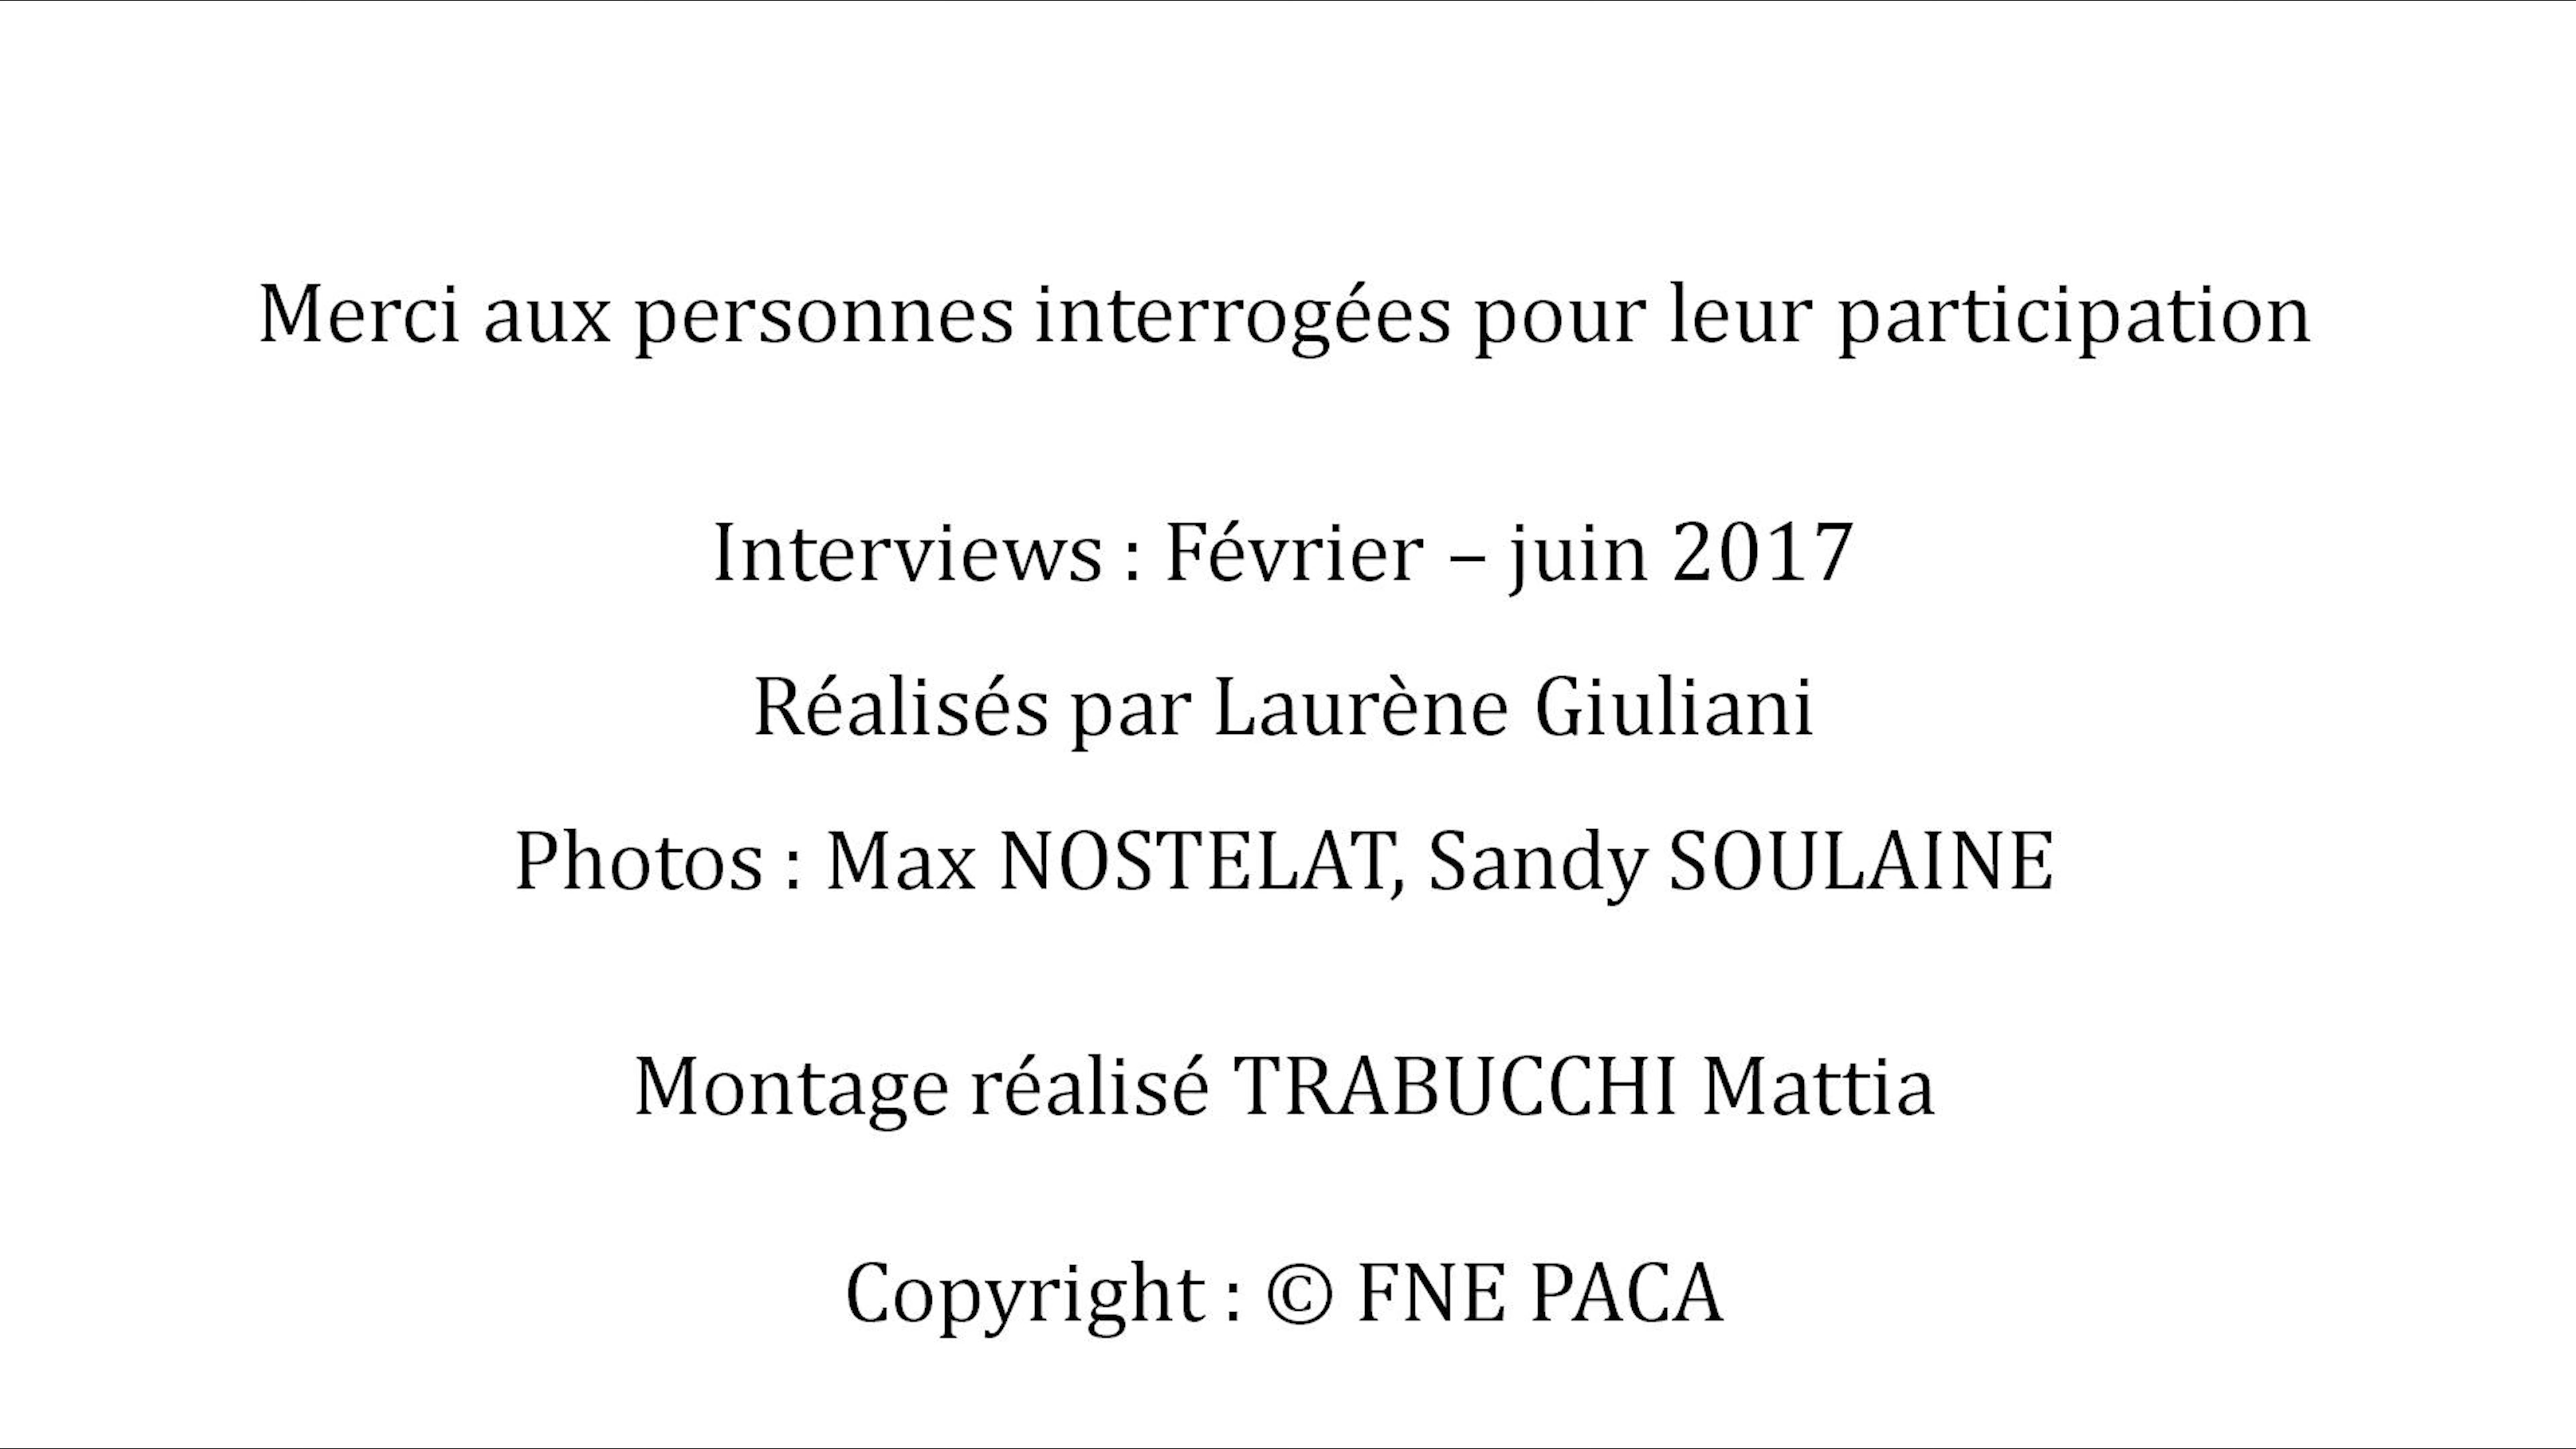 Merci aux personnes interrogées pour leur participation
Interviews : Février – juin 2017
Réalisés par Laurène Giuliani
Photos : Max NOSTELAT, Sandy SOULAINE
Montage réalisé TRABUCCHI Mattia
Copyright : © FNE PACA